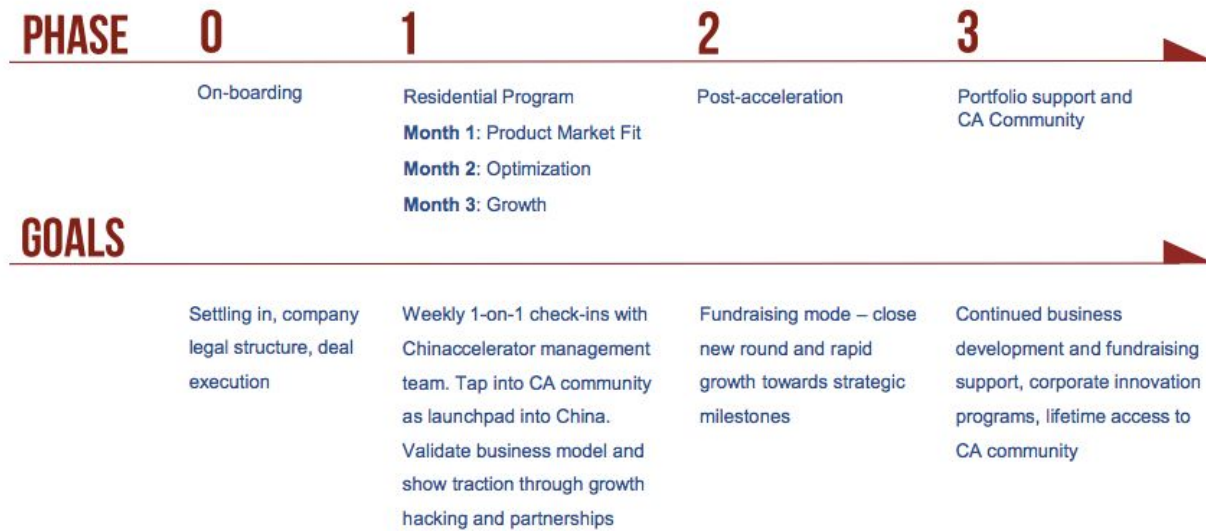 PHASE 0 1 2 3
On-boarding
Residential Program
Month 1: Product Market Fit
Month 2: Optimization
Month 3: Growth
Post-acceleration
Portfolio support and
CA Community
GOALS
Settling in, company
legal structure, deal
execution
Weekly 1-on-1 check-ins with
Chinaccelerator management
team. Tap into CA community
as launchpad into China.
Validate business model and
show traction through growth
hacking and partnerships
Fundraising mode – close
new round and rapid
growth towards strategic
milestones
Continued business
development and fundraising
support, corporate innovation
programs, lifetime access to
CA community